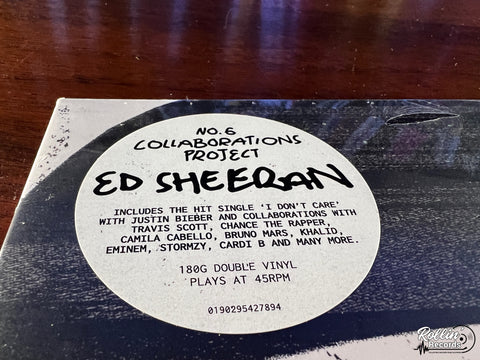 NO.6
COLLABORATIONS
PROJECT
ED SHEERAN
INCLUDES THE HIT SINGLE 'I DON'T CARE'
WITH JUSTIN BIEBER AND COLLABORATIONS WITH
TRAVIS SCOTT, CHANCE THE RAPPER,
CAMILA CABELLO, BRUNO MARS, KHALID,
EMINEM, STORMZY, CARDI B AND MANY MORE.
180G DOUBLE VINYL
PLAYS AT 45RPM
0190295427894
Rollin'
Records